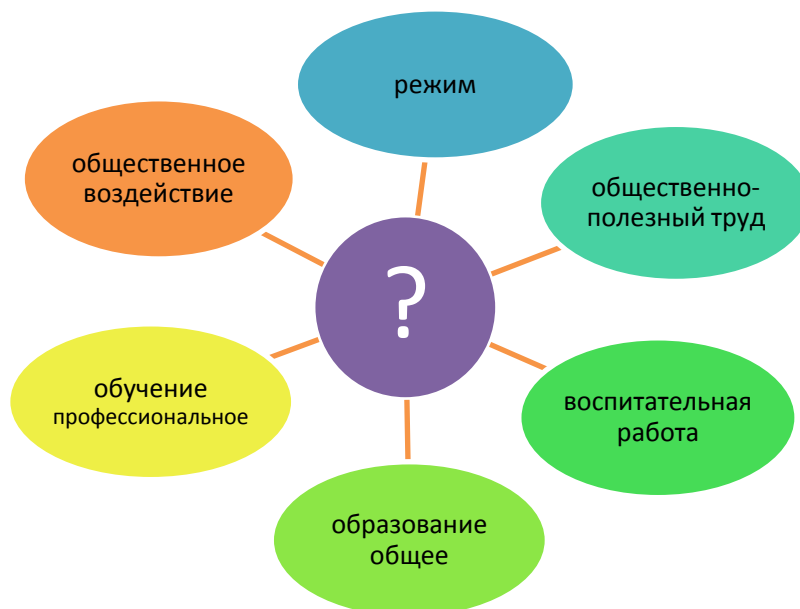 режим
общественно-
полезный труд
воспитательная
работа
образование
общее
обучение
профессиональное
общественное
воздействие
?